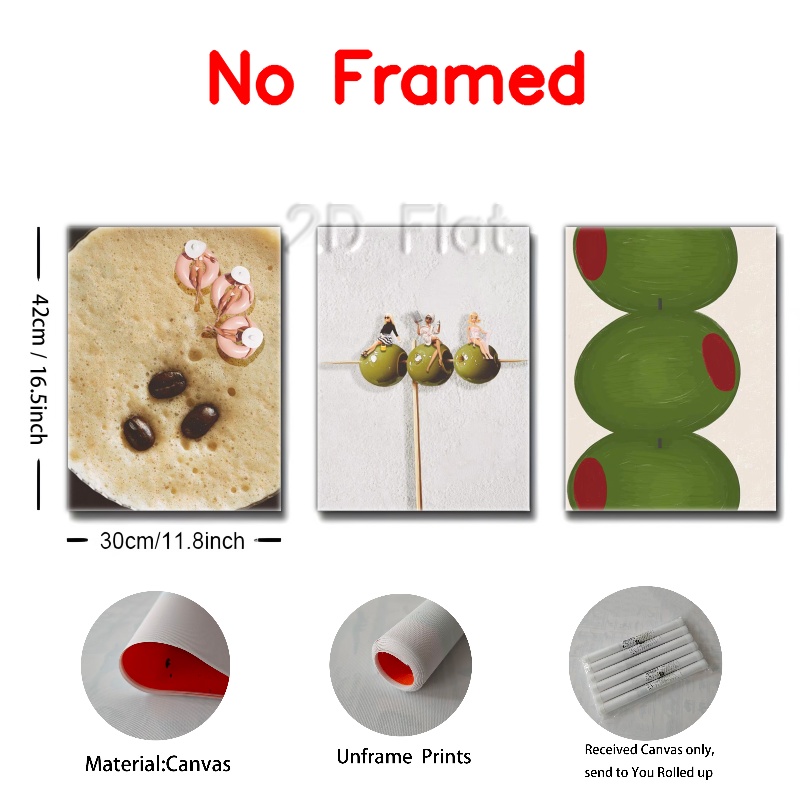 No Framed
2D Flat
42cm / 16.5inch
30cm/11.8inch
Material:Canvas
Unframe Prints
Received Canvas only,
send to You Rolled up